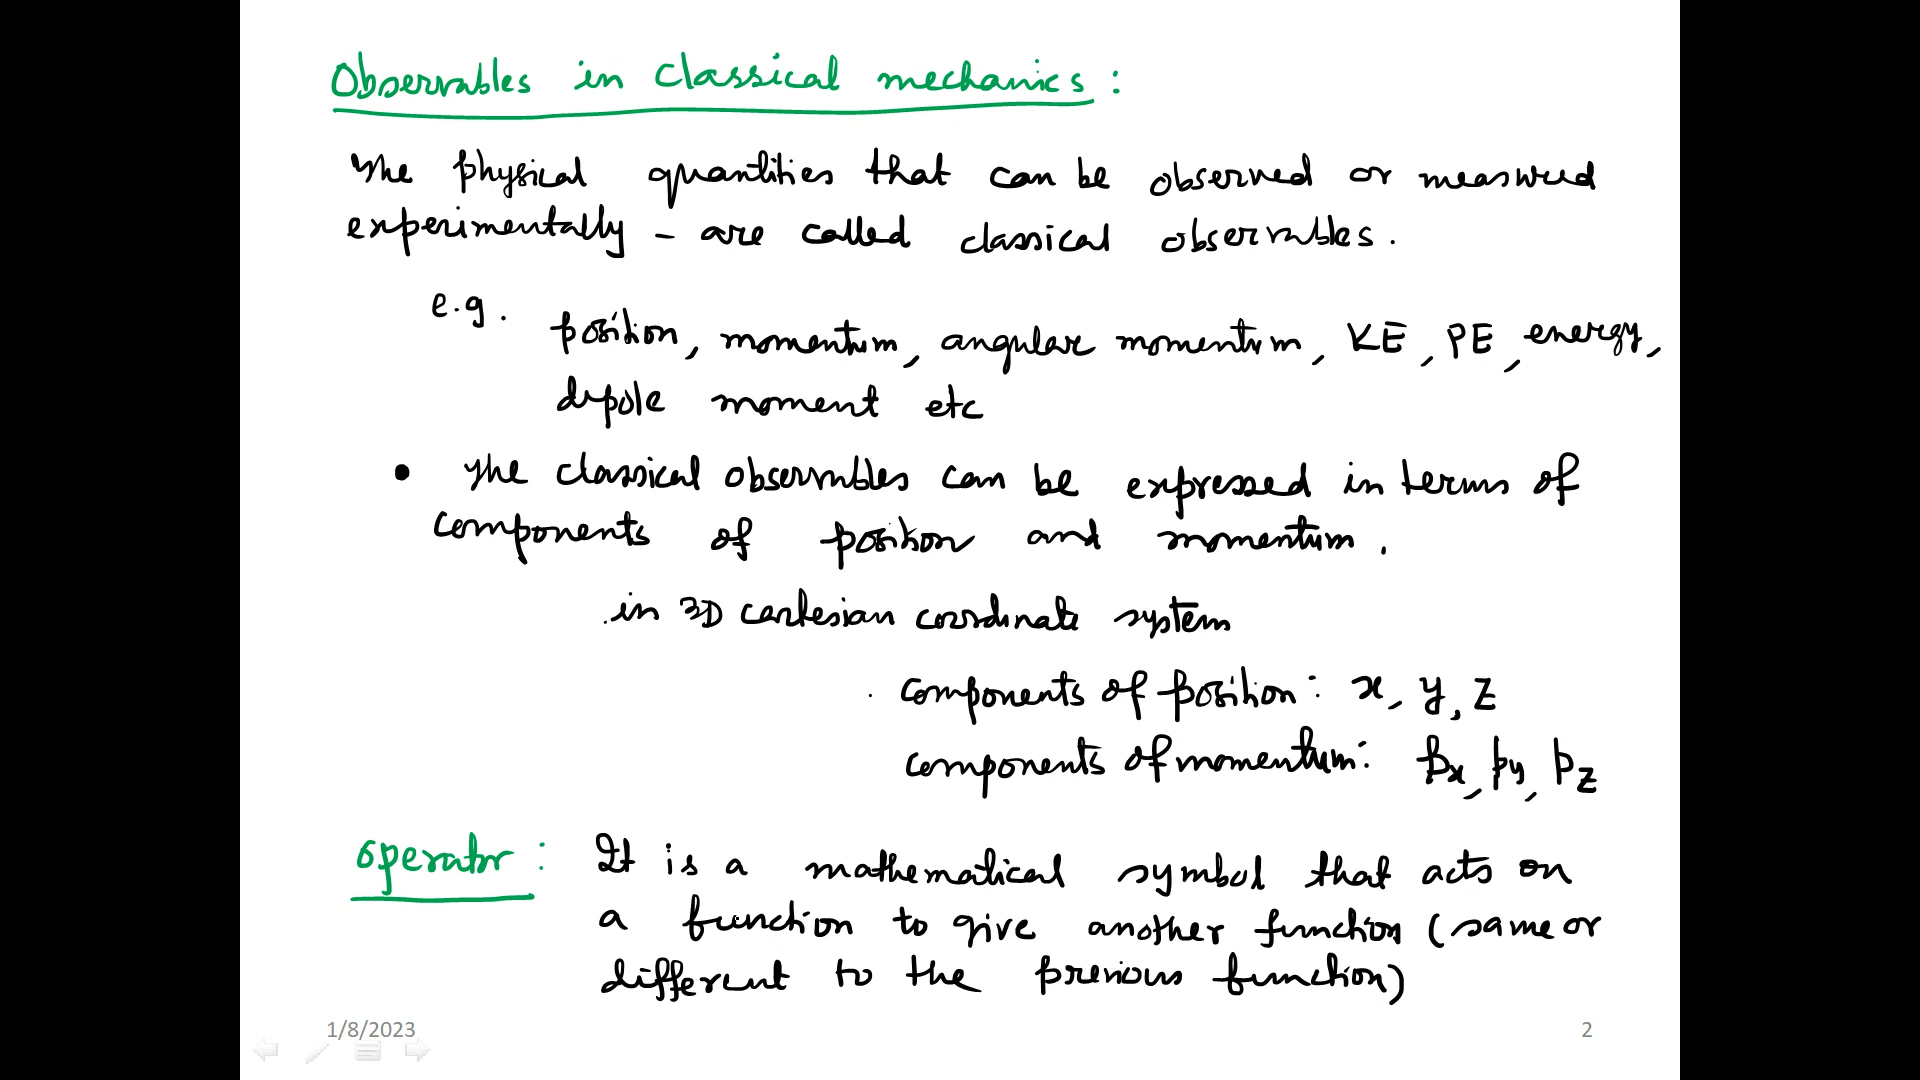 Observables in classical mechanics :
The physical quantities that can be observed or measured
experimentally - are called classical observables.
e.g. position, momentum, angular momentum, KE, PE, energy,
dipole moment etc
• The classical observables can be expressed in terms of
components of position and momentum.
in 3D cartesian coordinate system
components of position: x, y, z
components of momentum: px, py, pz
operator : It is a mathematical symbol that acts on
a function to give another function (same or
different to the previous function)
1/8/2023
2